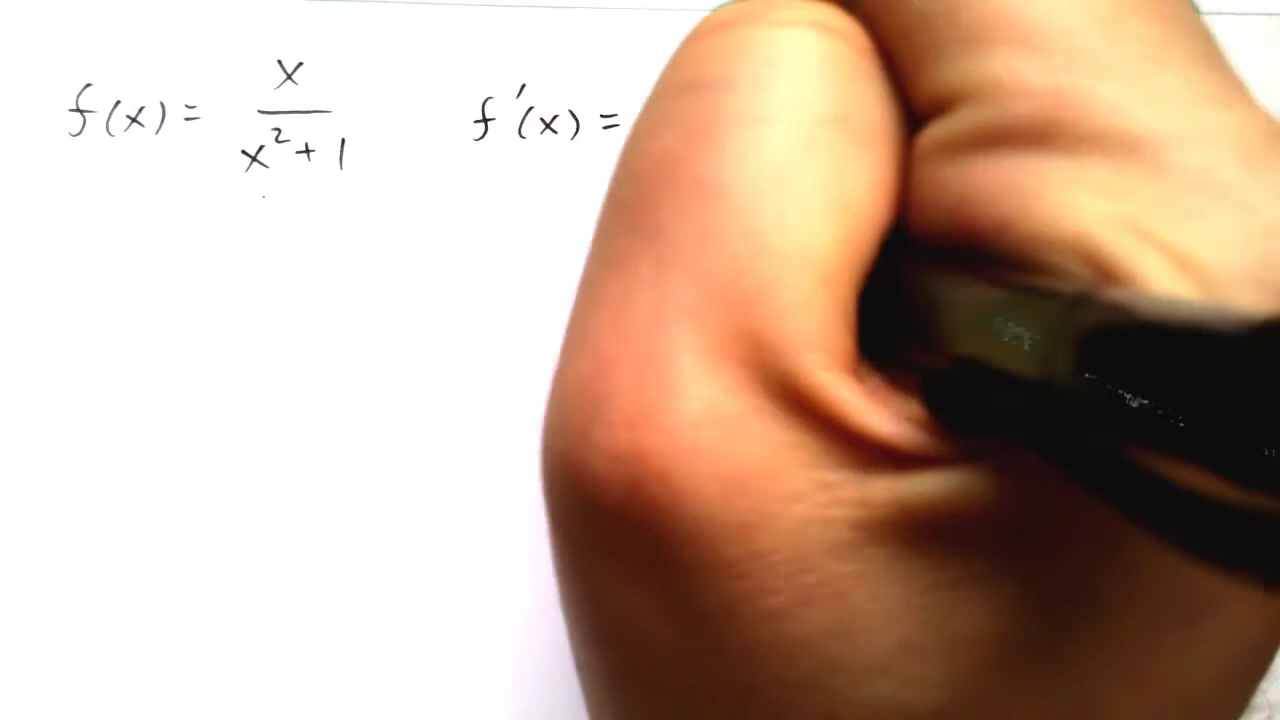 f(x) = x / (x² + 1)    f'(x) =